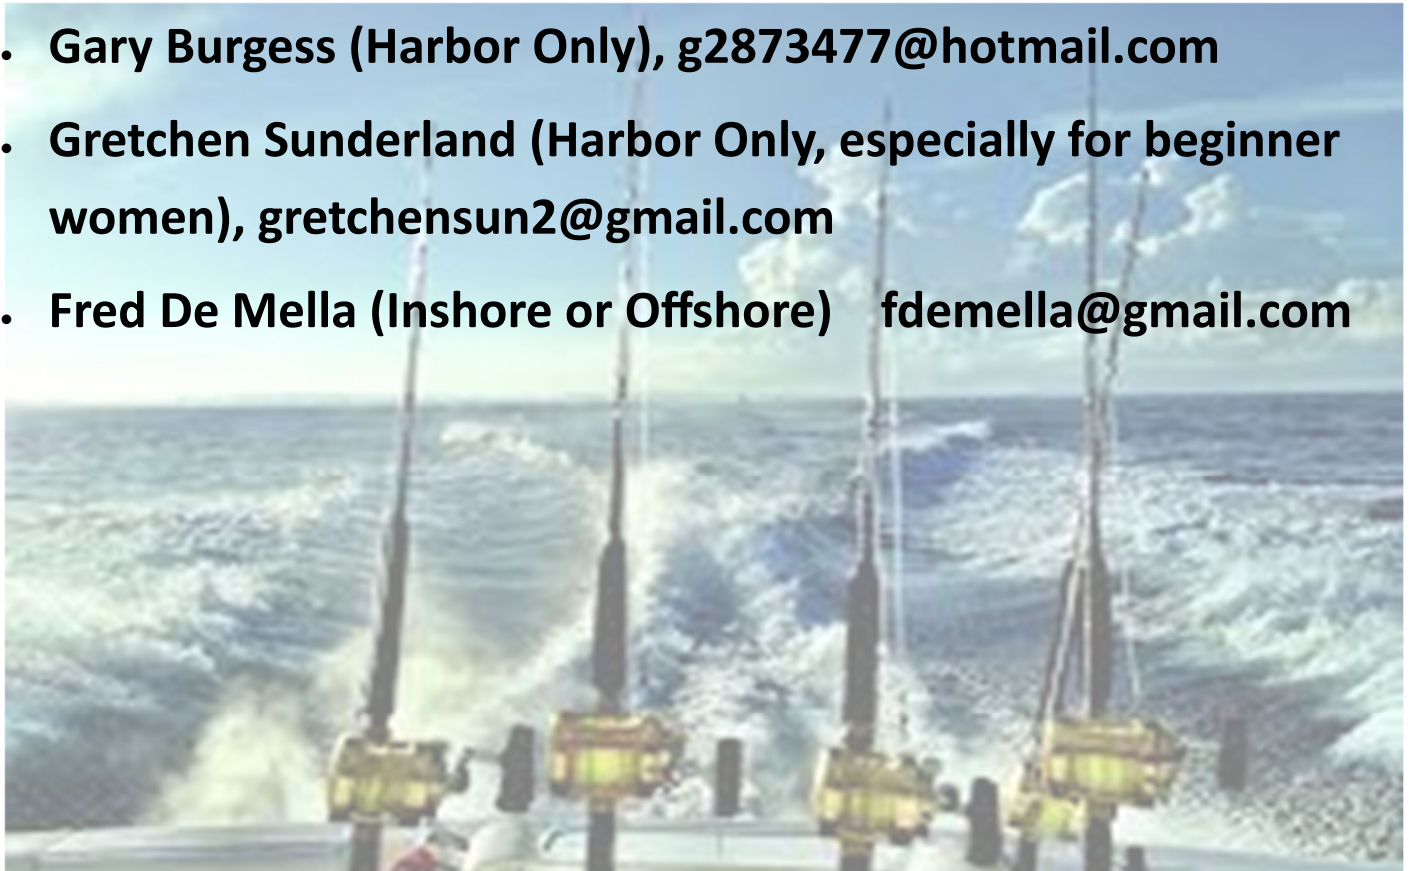 • Gary Burgess (Harbor Only), g2873477@hotmail.com
• Gretchen Sunderland (Harbor Only, especially for beginner
women), gretchensun2@gmail.com
• Fred De Mella (Inshore or Offshore) fdemella@gmail.com